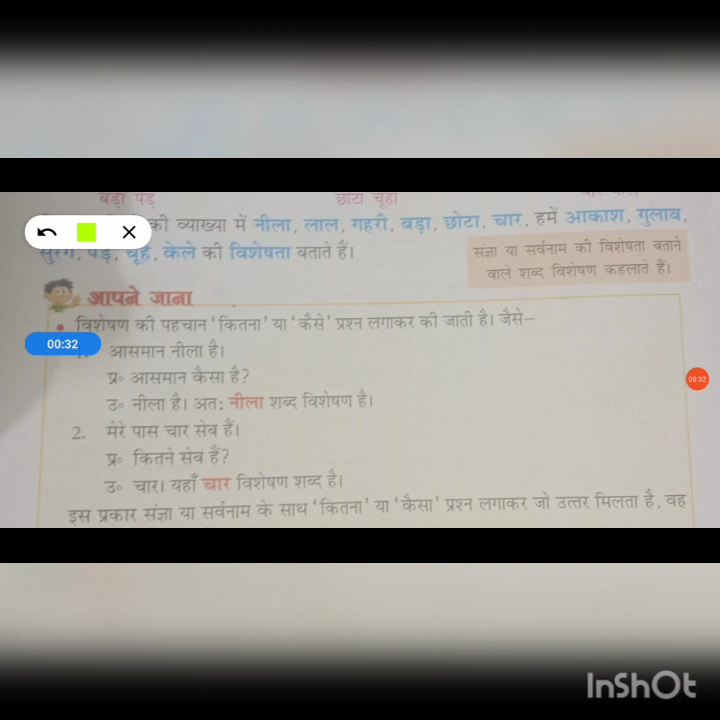 बड़ा पेड़ छोटा चूहा
की व्याख्या में नीला, लाल, गहरी, बड़ा, छोटा, चार, हमें आकाश, गुलाब,
सुरंग, पेड़, चूहे, केले की विशेषता बताते हैं।
संज्ञा या सर्वनाम की विशेषता बताने
वाले शब्द विशेषण कहलाते हैं।
आपने जाना
• विशेषण की पहचान 'कितना' या 'कैसे' प्रश्न लगाकर की जाती है। जैसे–
00:32
आसमान नीला है।
प्र० आसमान कैसा है?
00:32
उ० नीला है। अत: नीला शब्द विशेषण है।
2. मेरे पास चार सेब हैं।
प्र० कितने सेब हैं?
उ० चार। यहाँ चार विशेषण शब्द है।
इस प्रकार संज्ञा या सर्वनाम के साथ 'कितना' या 'कैसा' प्रश्न लगाकर जो उत्तर मिलता है, वह
InShOt